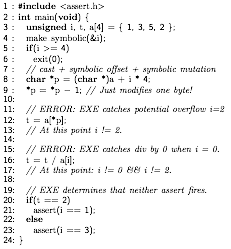 1 : #include <assert.h>
2 : int main(void) {
3 :   unsigned i, t, a[4] = { 1, 3, 5, 2 };
4 :   make symbolic(&i);
5 :   if(i >= 4)
6 :     exit(0);
7 :   // cast + symbolic offset + symbolic mutation
8 :   char *p = (char *)a + i * 4;
9 :   *p = *p − 1; // Just modifies one byte!
10:
11:   // ERROR: EXE catches potential overflow i=2
12:   t = a[*p];
13:   // At this point i != 2.
14:
15:   // ERROR: EXE catches div by 0 when i = 0.
16:   t = t / a[i];
17:   // At this point: i != 0 && i != 2.
18:
19:   // EXE determines that neither assert fires.
20:   if(t == 2)
21:     assert(i == 1);
22:   else
23:     assert(i == 3);
24: }